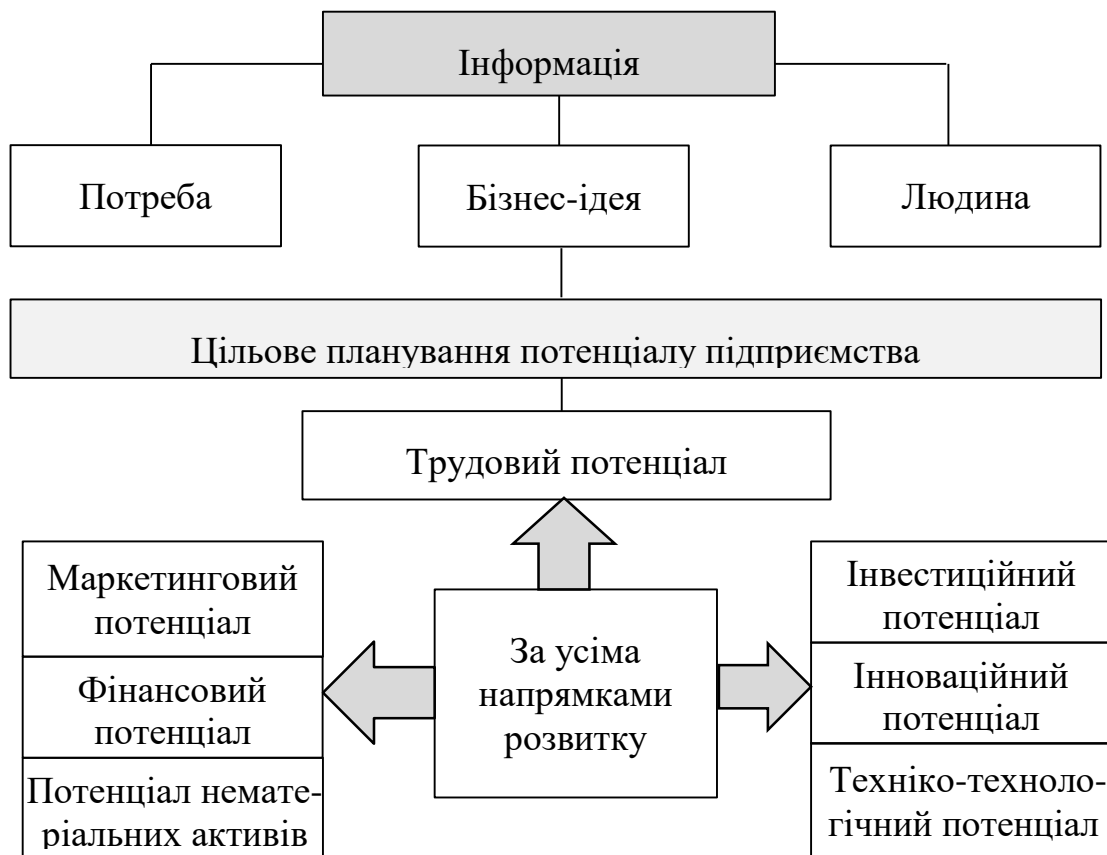 Інформація
Потреба
Бізнес-ідея
Людина
Цільове планування потенціалу підприємства
Трудовий потенціал
Маркетинговий
потенціал
Фінансовий
потенціал
Потенціал немате-
ріальних активів
За усіма
напрямками
розвитку
Інвестиційний
потенціал
Інноваційний
потенціал
Техніко-техноло-
гічний потенціал